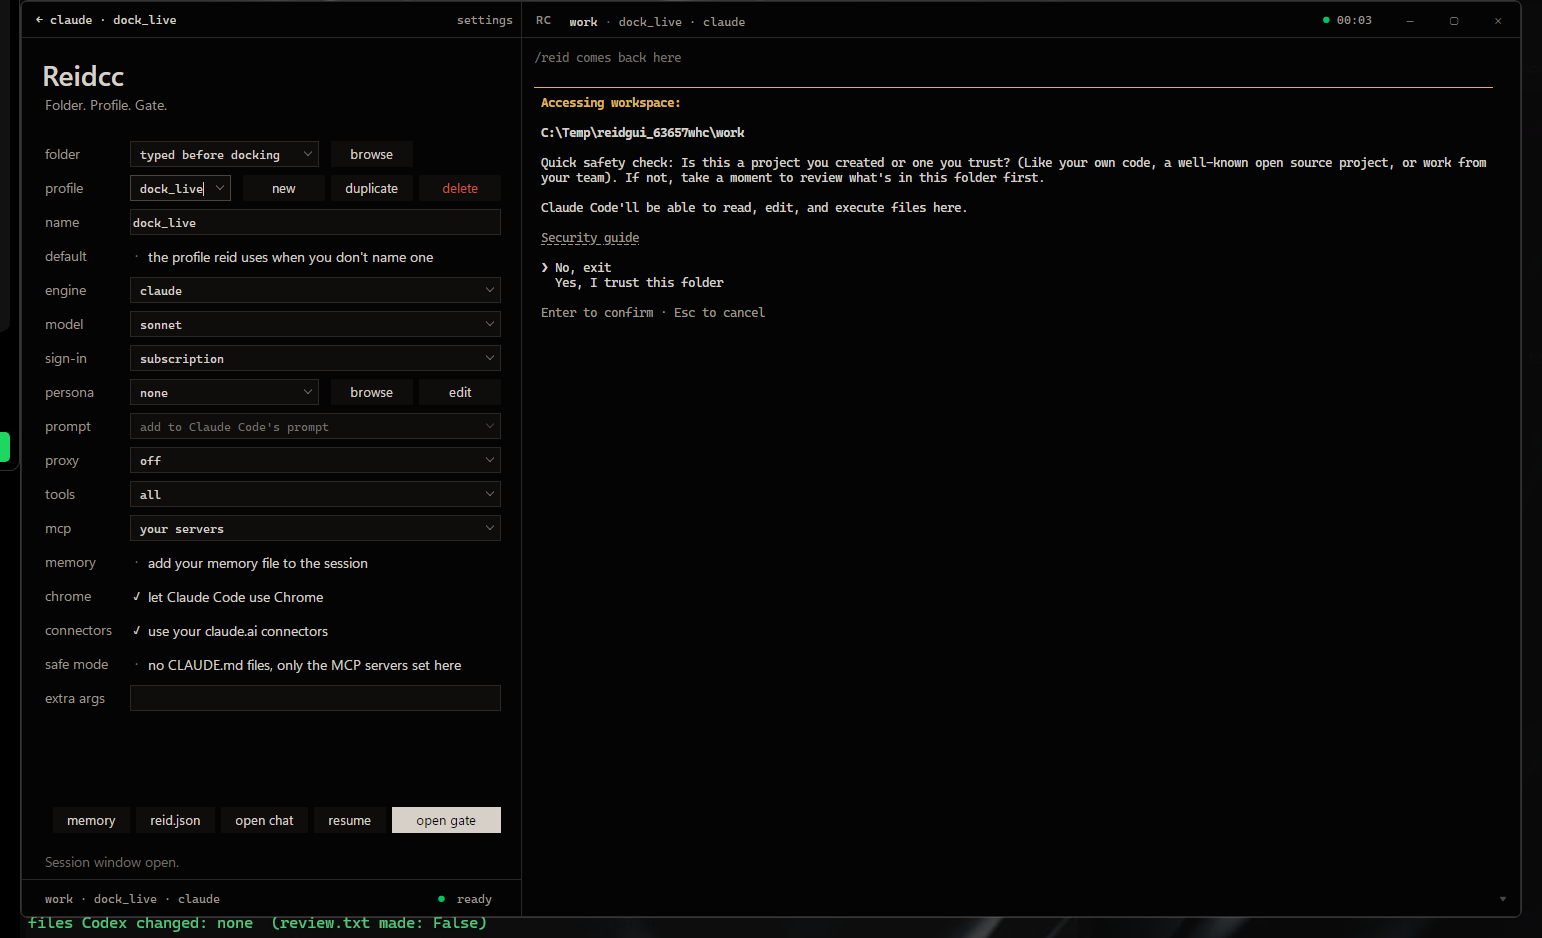 ← claude · dock_live
settings
Reidcc
Folder. Profile. Gate.
folder
typed before docking
browse
profile
dock_live
new
duplicate
delete
name
dock_live
default
· the profile reid uses when you don't name one
engine
claude
model
sonnet
sign-in
subscription
persona
none
browse
edit
prompt
add to Claude Code's prompt
proxy
off
tools
all
mcp
your servers
memory
· add your memory file to the session
chrome
✓ let Claude Code use Chrome
connectors
✓ use your claude.ai connectors
safe mode
· no CLAUDE.md files, only the MCP servers set here
extra args
memory
reid.json
open chat
resume
open gate
Session window open.
work · dock_live · claude
ready
RC work · dock_live · claude
00:03
/reid comes back here
Accessing workspace:
C:\Temp\reidgui_63657whc\work
Quick safety check: Is this a project you created or one you trust? (Like your own code, a well-known open source project, or work from
your team). If not, take a moment to review what's in this folder first.
Claude Code'll be able to read, edit, and execute files here.
Security guide
❯ No, exit
Yes, I trust this folder
Enter to confirm · Esc to cancel
files Codex changed: none (review.txt made: False)